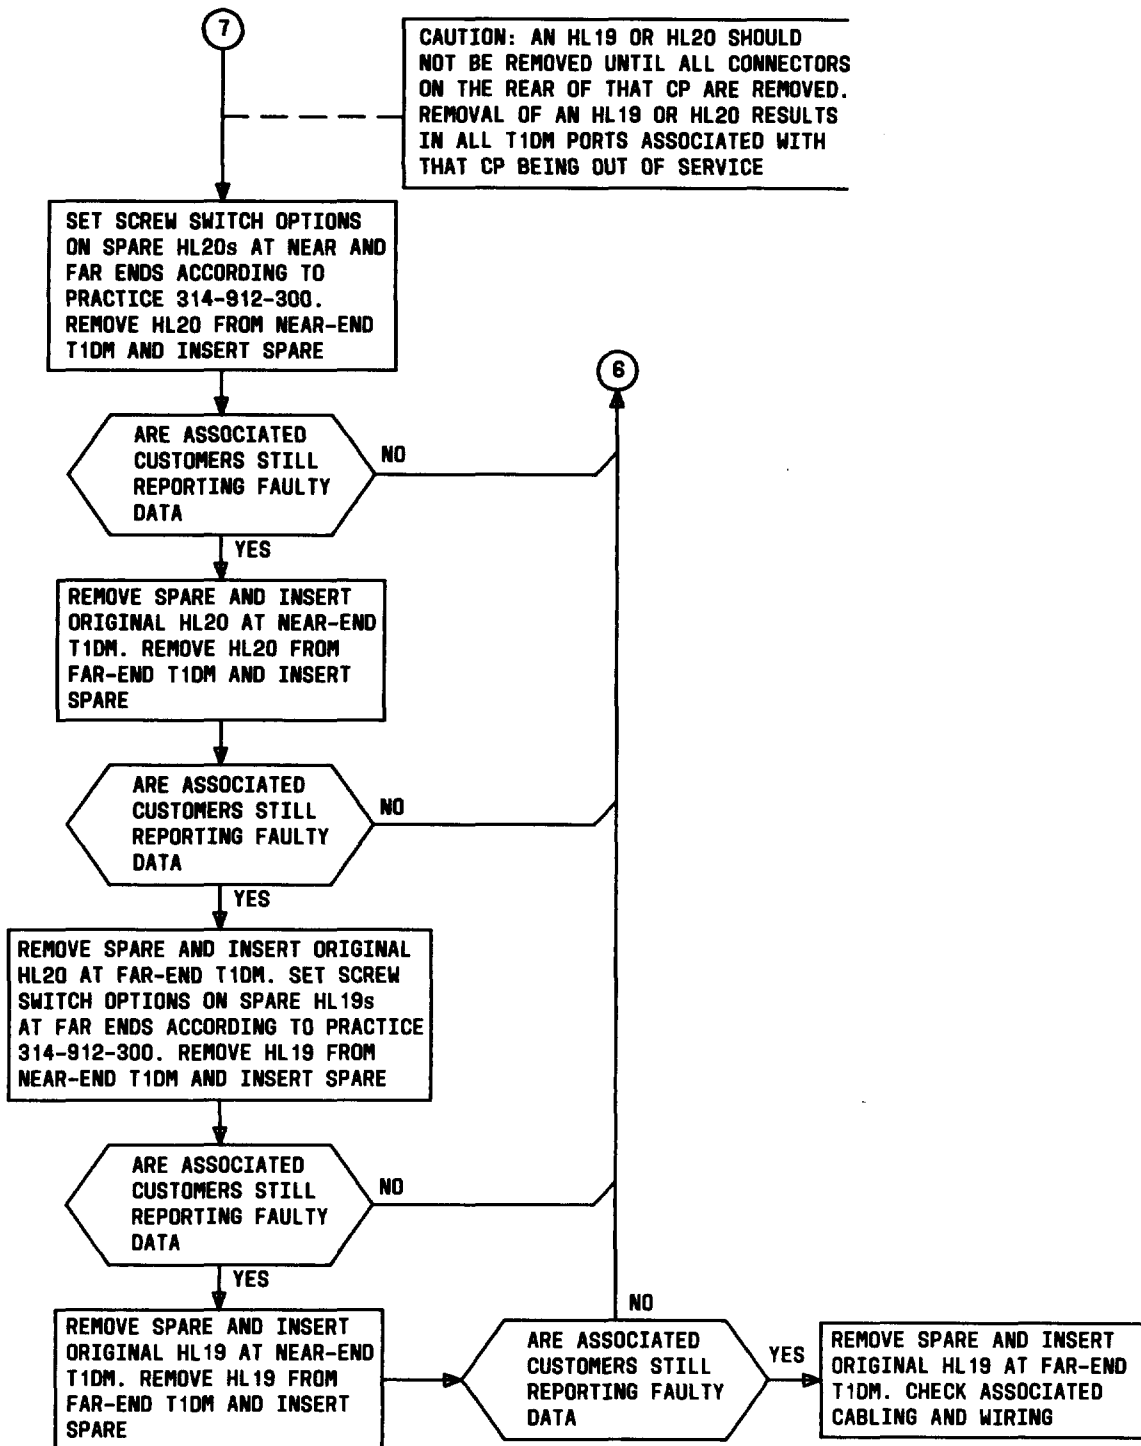 7
CAUTION: AN HL19 OR HL20 SHOULD
NOT BE REMOVED UNTIL ALL CONNECTORS
ON THE REAR OF THAT CP ARE REMOVED.
REMOVAL OF AN HL19 OR HL20 RESULTS
IN ALL T1DM PORTS ASSOCIATED WITH
THAT CP BEING OUT OF SERVICE
SET SCREW SWITCH OPTIONS
ON SPARE HL20s AT NEAR AND
FAR ENDS ACCORDING TO
PRACTICE 314-912-300.
REMOVE HL20 FROM NEAR-END
T1DM AND INSERT SPARE
6
ARE ASSOCIATED
CUSTOMERS STILL
REPORTING FAULTY
DATA
NO
YES
REMOVE SPARE AND INSERT
ORIGINAL HL20 AT NEAR-END
T1DM. REMOVE HL20 FROM
FAR-END T1DM AND INSERT
SPARE
ARE ASSOCIATED
CUSTOMERS STILL
REPORTING FAULTY
DATA
NO
YES
REMOVE SPARE AND INSERT ORIGINAL
HL20 AT FAR-END T1DM. SET SCREW
SWITCH OPTIONS ON SPARE HL19s
AT FAR ENDS ACCORDING TO PRACTICE
314-912-300. REMOVE HL19 FROM
NEAR-END T1DM AND INSERT SPARE
ARE ASSOCIATED
CUSTOMERS STILL
REPORTING FAULTY
DATA
NO
YES
REMOVE SPARE AND INSERT
ORIGINAL HL19 AT NEAR-END
T1DM. REMOVE HL19 FROM
FAR-END T1DM AND INSERT
SPARE
NO
ARE ASSOCIATED
CUSTOMERS STILL
REPORTING FAULTY
DATA
YES
REMOVE SPARE AND INSERT
ORIGINAL HL19 AT FAR-END
T1DM. CHECK ASSOCIATED
CABLING AND WIRING